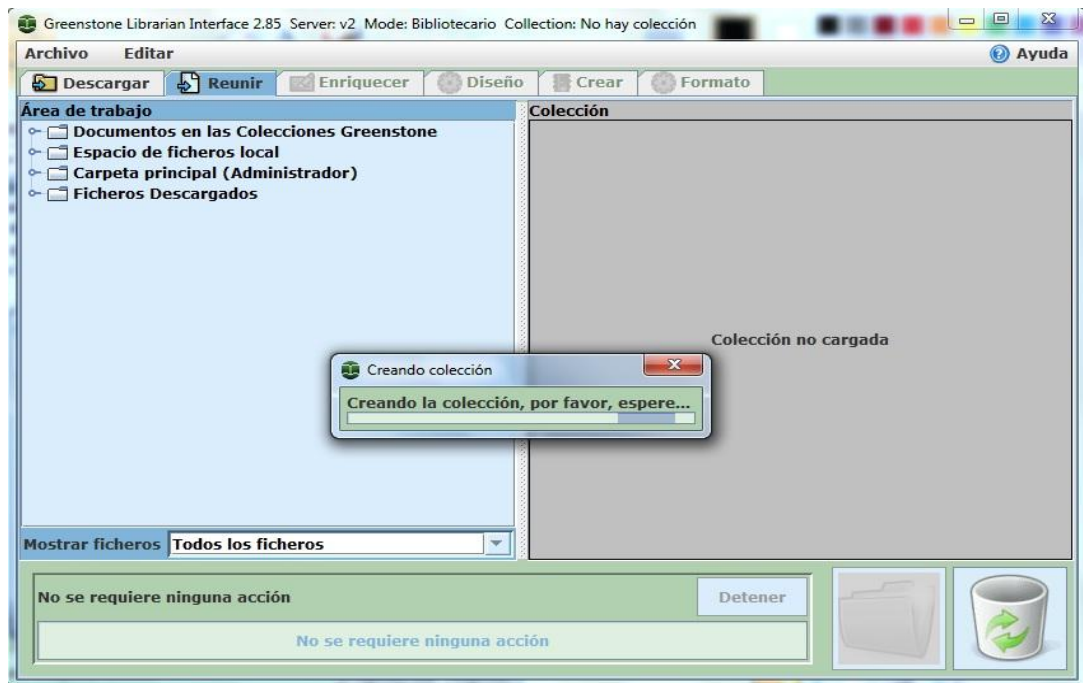 Greenstone Librarian Interface 2.85 Server: v2 Mode: Bibliotecario Collection: No hay colección
Archivo Editar Ayuda
Descargar Reunir Enriquecer Diseño Crear Formato
Área de trabajo
Documentos en las Colecciones Greenstone
Espacio de ficheros local
Carpeta principal (Administrador)
Ficheros Descargados
Colección
Colección no cargada
Creando colección
Creando la colección, por favor, espere...
Mostrar ficheros Todos los ficheros
No se requiere ninguna acción Detener
No se requiere ninguna acción